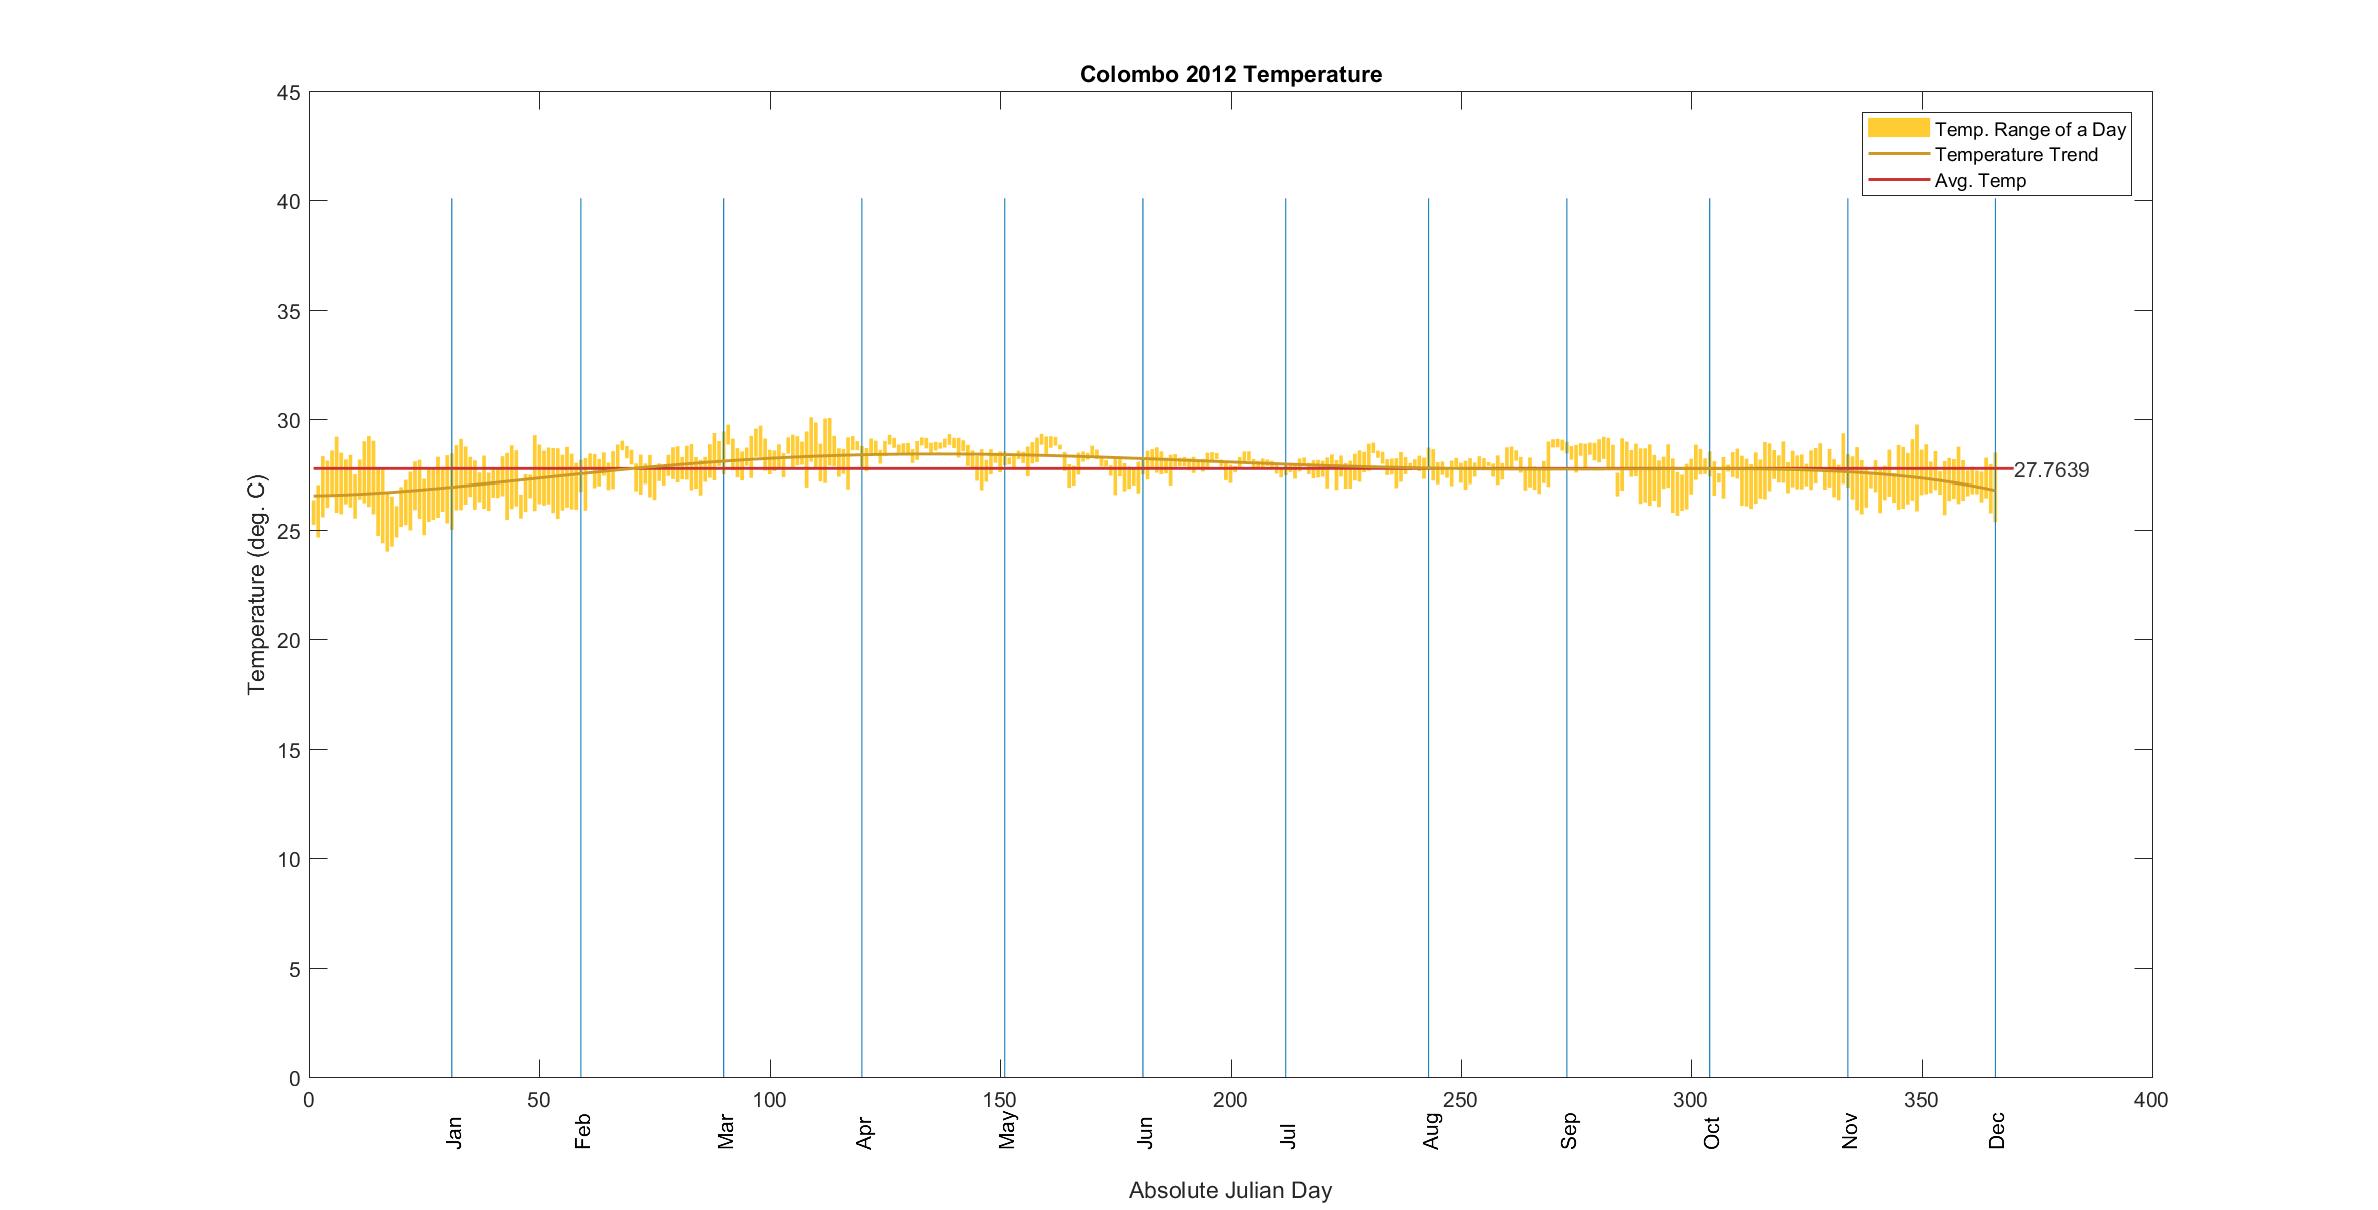 Colombo 2012 Temperature
45
40
35
30
25
20
15
10
5
0
Temperature (deg. C)
Temp. Range of a Day
Temperature Trend
Avg. Temp
27.7639
0 50 100 150 200 250 300 350 400
Jan Feb Mar Apr May Jun Jul Aug Sep Oct Nov Dec
Absolute Julian Day